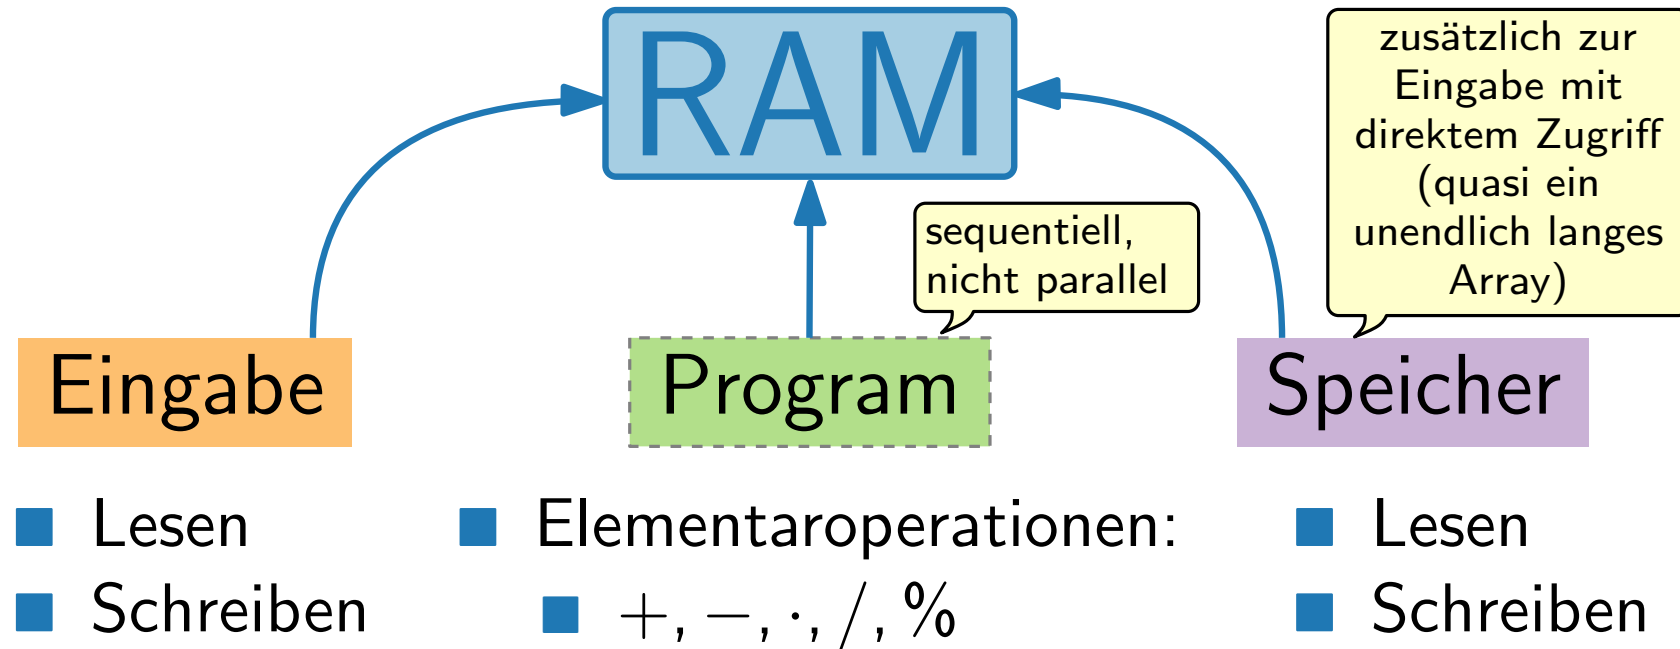 RAM
zusätzlich zur
Eingabe mit
direktem Zugriff
(quasi ein
unendlich langes
Array)
sequentiell,
nicht parallel
Eingabe
Program
Speicher
Lesen
Schreiben
Elementaroperationen:
+, −, ·, /, %
Lesen
Schreiben